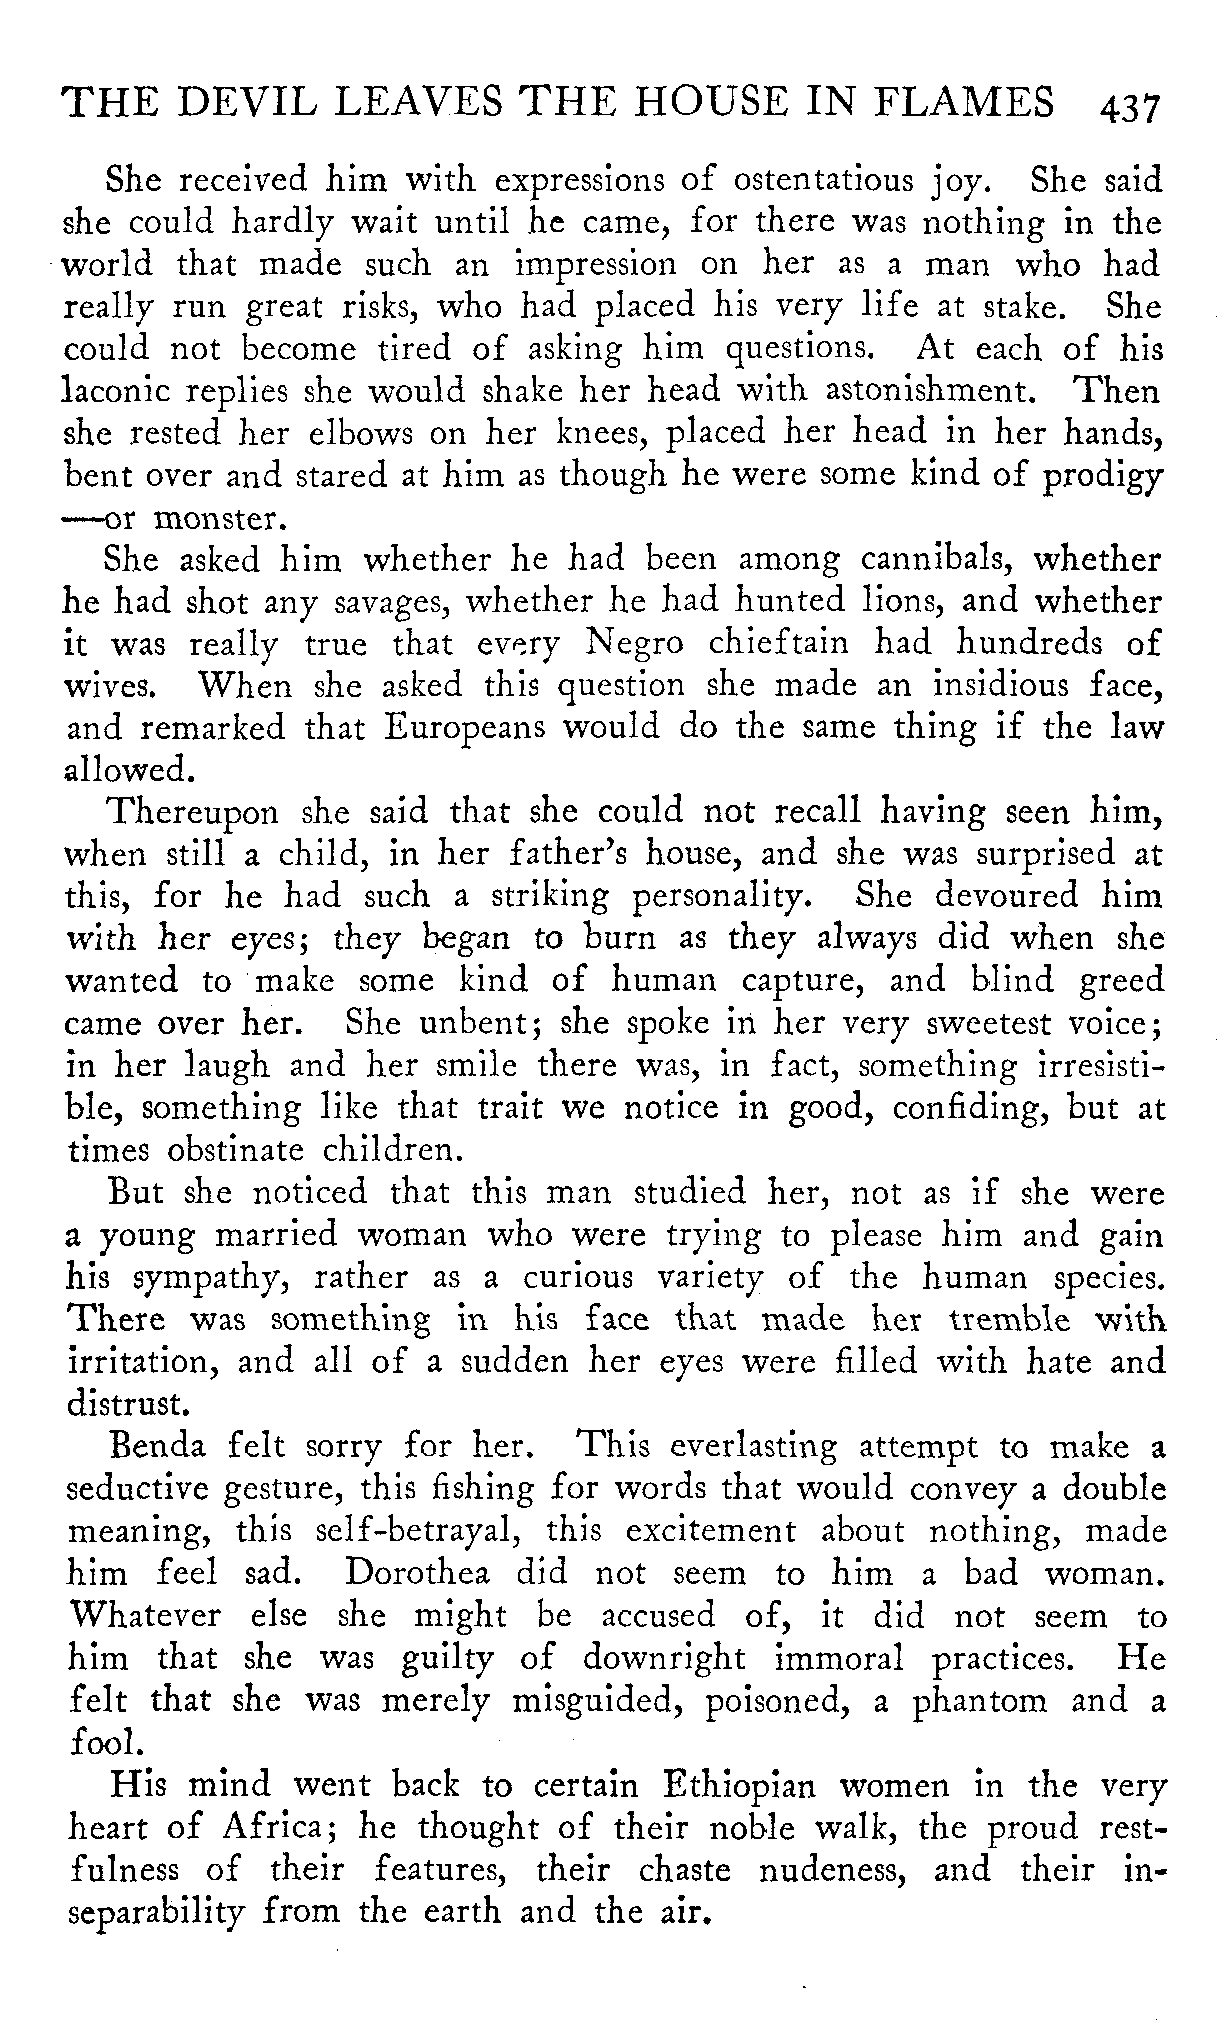 THE DEVIL LEAVES THE HOUSE IN FLAMES 437
She received him with expressions of ostentatious joy. She said
she could hardly wait until he came, for there was nothing in the
world that made such an impression on her as a man who had
really run great risks, who had placed his very life at stake. She
could not become tired of asking him questions. At each of his
laconic replies she would shake her head with astonishment. Then
she rested her elbows on her knees, placed her head in her hands,
bent over and stared at him as though he were some kind of prodigy
—or monster.
She asked him whether he had been among cannibals, whether
he had shot any savages, whether he had hunted lions, and whether
it was really true that every Negro chieftain had hundreds of
wives. When she asked this question she made an insidious face,
and remarked that Europeans would do the same thing if the law
allowed.
Thereupon she said that she could not recall having seen him,
when still a child, in her father's house, and she was surprised at
this, for he had such a striking personality. She devoured him
with her eyes; they began to burn as they always did when she
wanted to make some kind of human capture, and blind greed
came over her. She unbent; she spoke in her very sweetest voice;
in her laugh and her smile there was, in fact, something irresisti-
ble, something like that trait we notice in good, confiding, but at
times obstinate children.
But she noticed that this man studied her, not as if she were
a young married woman who were trying to please him and gain
his sympathy, rather as a curious variety of the human species.
There was something in his face that made her tremble with
irritation, and all of a sudden her eyes were filled with hate and
distrust.
Benda felt sorry for her. This everlasting attempt to make a
seductive gesture, this fishing for words that would convey a double
meaning, this self-betrayal, this excitement about nothing, made
him feel sad. Dorothea did not seem to him a bad woman.
Whatever else she might be accused of, it did not seem to
him that she was guilty of downright immoral practices. He
felt that she was merely misguided, poisoned, a phantom and a
fool.
His mind went back to certain Ethiopian women in the very
heart of Africa; he thought of their noble walk, the proud rest-
fulness of their features, their chaste nudeness, and their in-
separability from the earth and the air.